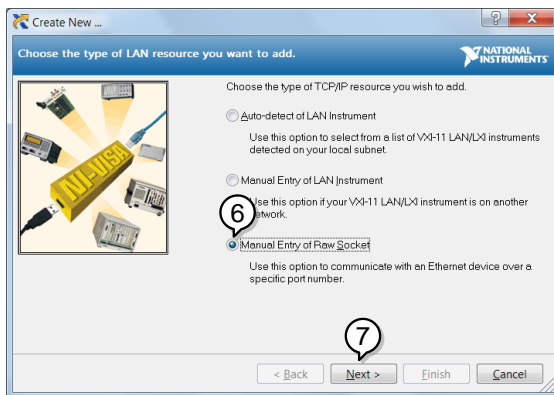 Create New ...
Choose the type of LAN resource you want to add.
NATIONAL
INSTRUMENTS
Choose the type of TCP/IP resource you wish to add.
Auto-detect of LAN Instrument
Use this option to select from a list of VXI-11 LAN/LXI instruments
detected on your local subnet.
Manual Entry of LAN Instrument
Use this option if your VXI-11 LAN/LXI instrument is on another
network.
6
Manual Entry of Raw Socket
Use this option to communicate with an Ethernet device over a
specific port number.
NI-VISA
7
< Back
Next >
Finish
Cancel